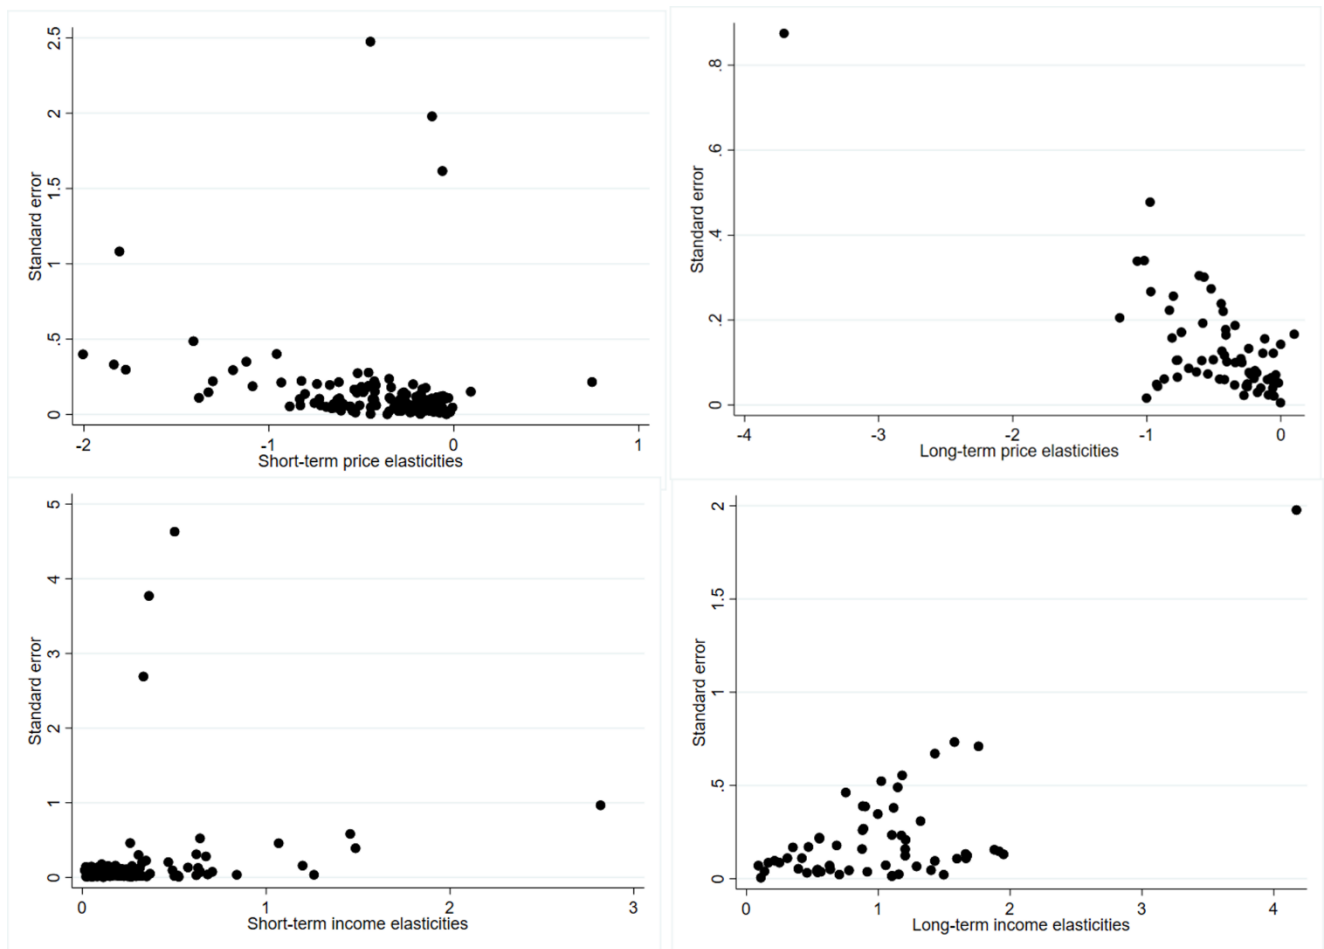 2.5
2
1.5
1
.5
0
Standard error
-2 -1 0 1
Short-term price elasticities
.8
.6
.4
.2
0
Standard error
-4 -3 -2 -1 0
Long-term price elasticities
5
4
3
2
1
0
Standard error
0 1 2 3
Short-term income elasticities
2
1.5
1
.5
0
Standard error
0 1 2 3 4
Long-term income elasticities